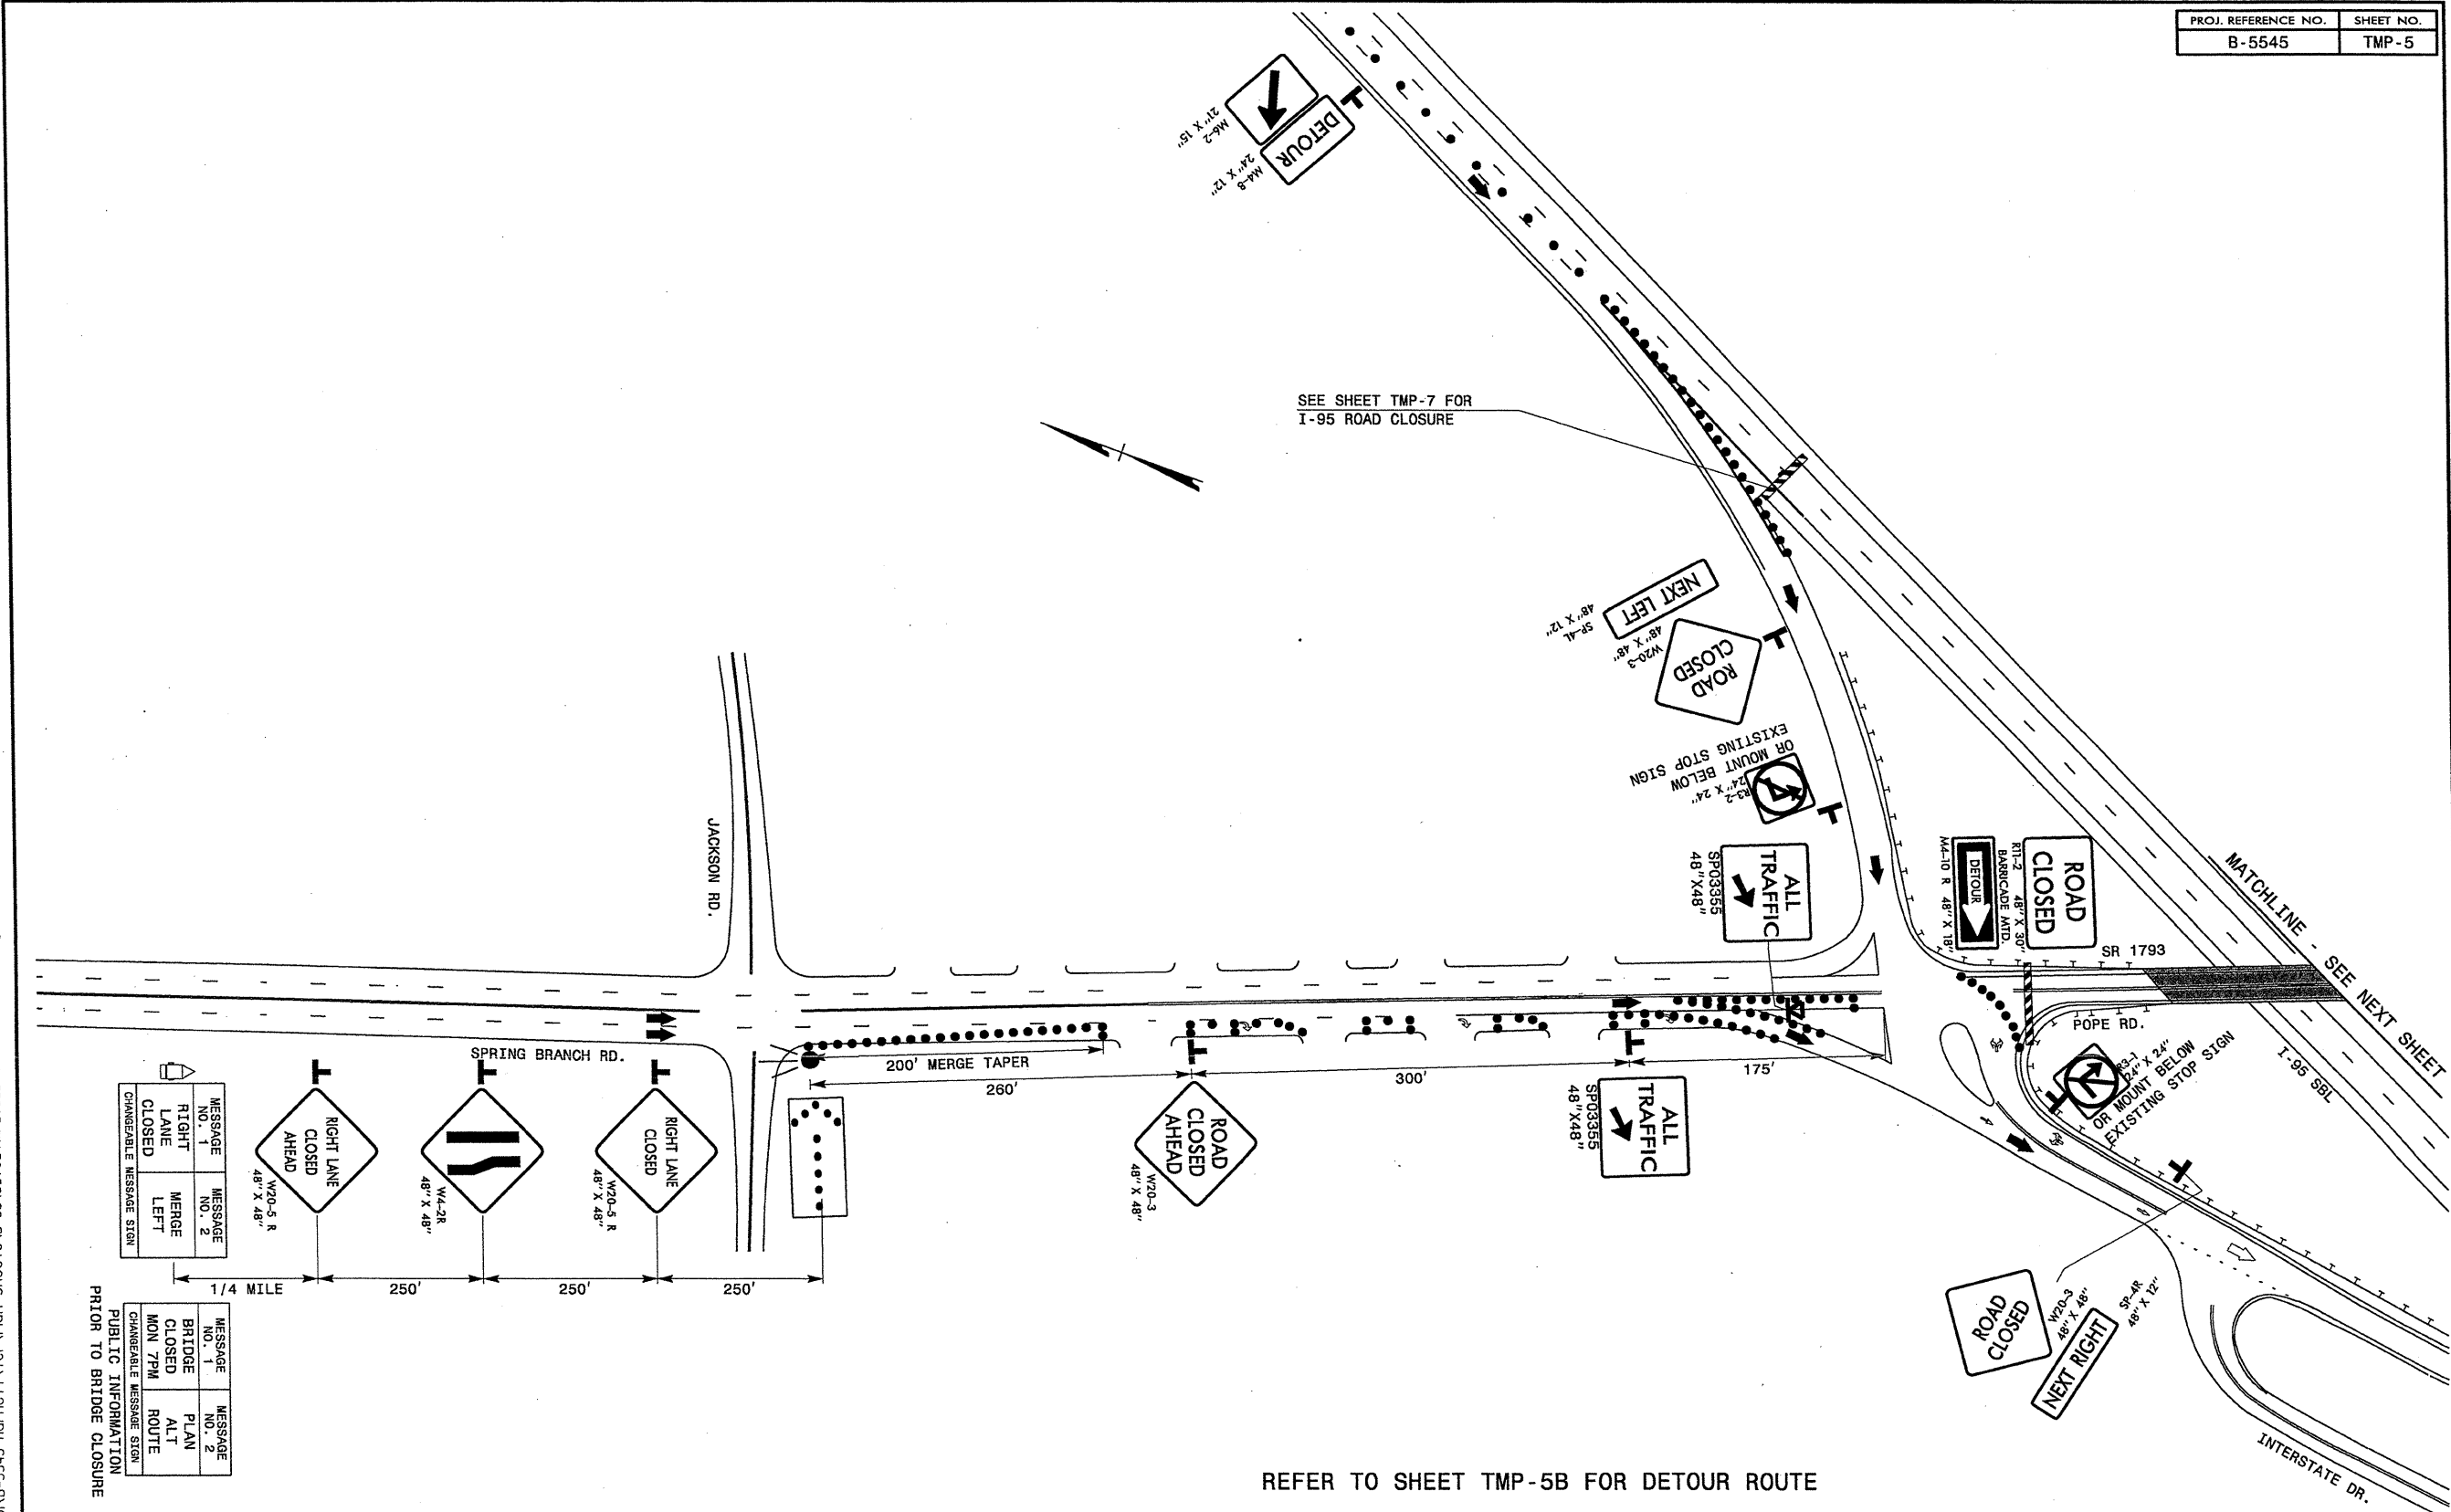 PROJ. REFERENCE NO. SHEET NO.
B-5545 TMP-5
M6-2
21" X 15"
DETOUR
M4-8
24" X 12"
SEE SHEET TMP-7 FOR
I-95 ROAD CLOSURE
NEXT LEFT
SP-4L
48" X 12"
W20-3
48" X 48"
ROAD
CLOSED
R3-2
24" X 24"
OR MOUNT BELOW
EXISTING STOP SIGN
ALL
TRAFFIC
SP03355
48"X48"
ROAD
CLOSED
R11-2 48" X 30"
BARRICADE MTD.
DETOUR
M4-10 R 48" X 18"
SR 1793
MATCHLINE - SEE NEXT SHEET
POPE RD.
I-95 SBL
R3-1
24" X 24"
OR MOUNT BELOW
EXISTING STOP SIGN
JACKSON RD.
SPRING BRANCH RD.
200' MERGE TAPER
260'
300'
175'
MESSAGE NO. 1
RIGHT
LANE
CLOSED
MESSAGE NO. 2
MERGE
LEFT
CHANGEABLE MESSAGE SIGN
RIGHT LANE
CLOSED
AHEAD
W20-5 R
48" X 48"
W4-2R
48" X 48"
RIGHT LANE
CLOSED
W20-5 R
48" X 48"
ROAD
CLOSED
AHEAD
W20-3
48" X 48"
ALL
TRAFFIC
SP03355
48"X48"
1/4 MILE
250'
250'
250'
MESSAGE NO. 1
BRIDGE
CLOSED
MON 7PM
MESSAGE NO. 2
PLAN
ALT
ROUTE
CHANGEABLE MESSAGE SIGN
PUBLIC INFORMATION
PRIOR TO BRIDGE CLOSURE
ROAD
CLOSED
W20-3
48" X 48"
NEXT RIGHT
SP-4R
48" X 12"
INTERSTATE DR.
REFER TO SHEET TMP-5B FOR DETOUR ROUTE